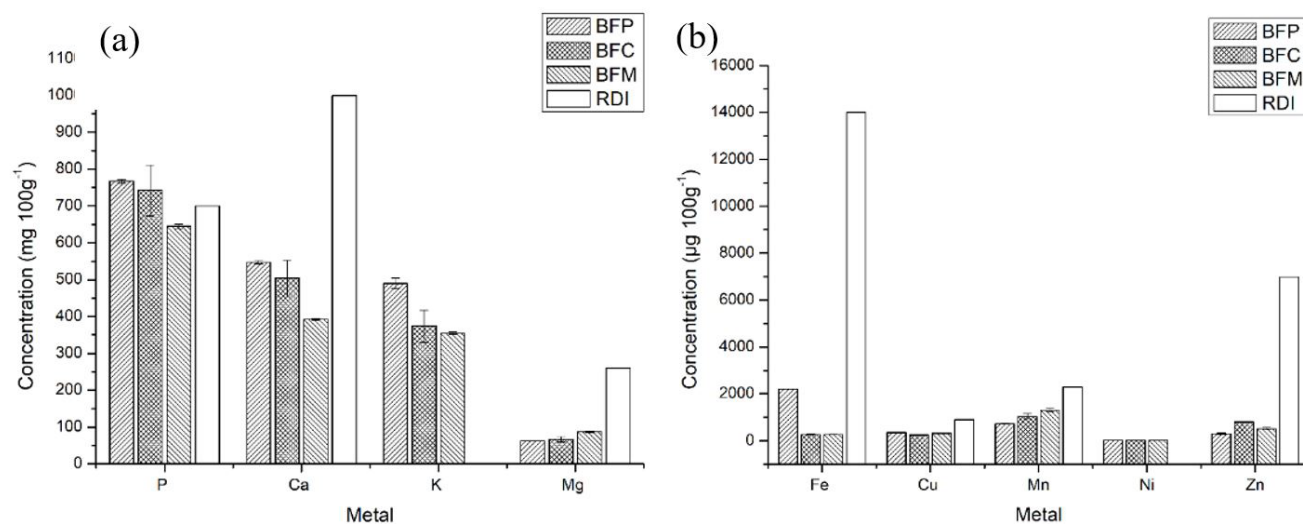 (a)
BFP
BFC
BFM
RDI
Concentration (mg 100g⁻¹)
110
100
900
800
700
600
500
400
300
200
100
0
P Ca K Mg
Metal
(b)
BFP
BFC
BFM
RDI
Concentration (µg 100g⁻¹)
16000
14000
12000
10000
8000
6000
4000
2000
0
Fe Cu Mn Ni Zn
Metal